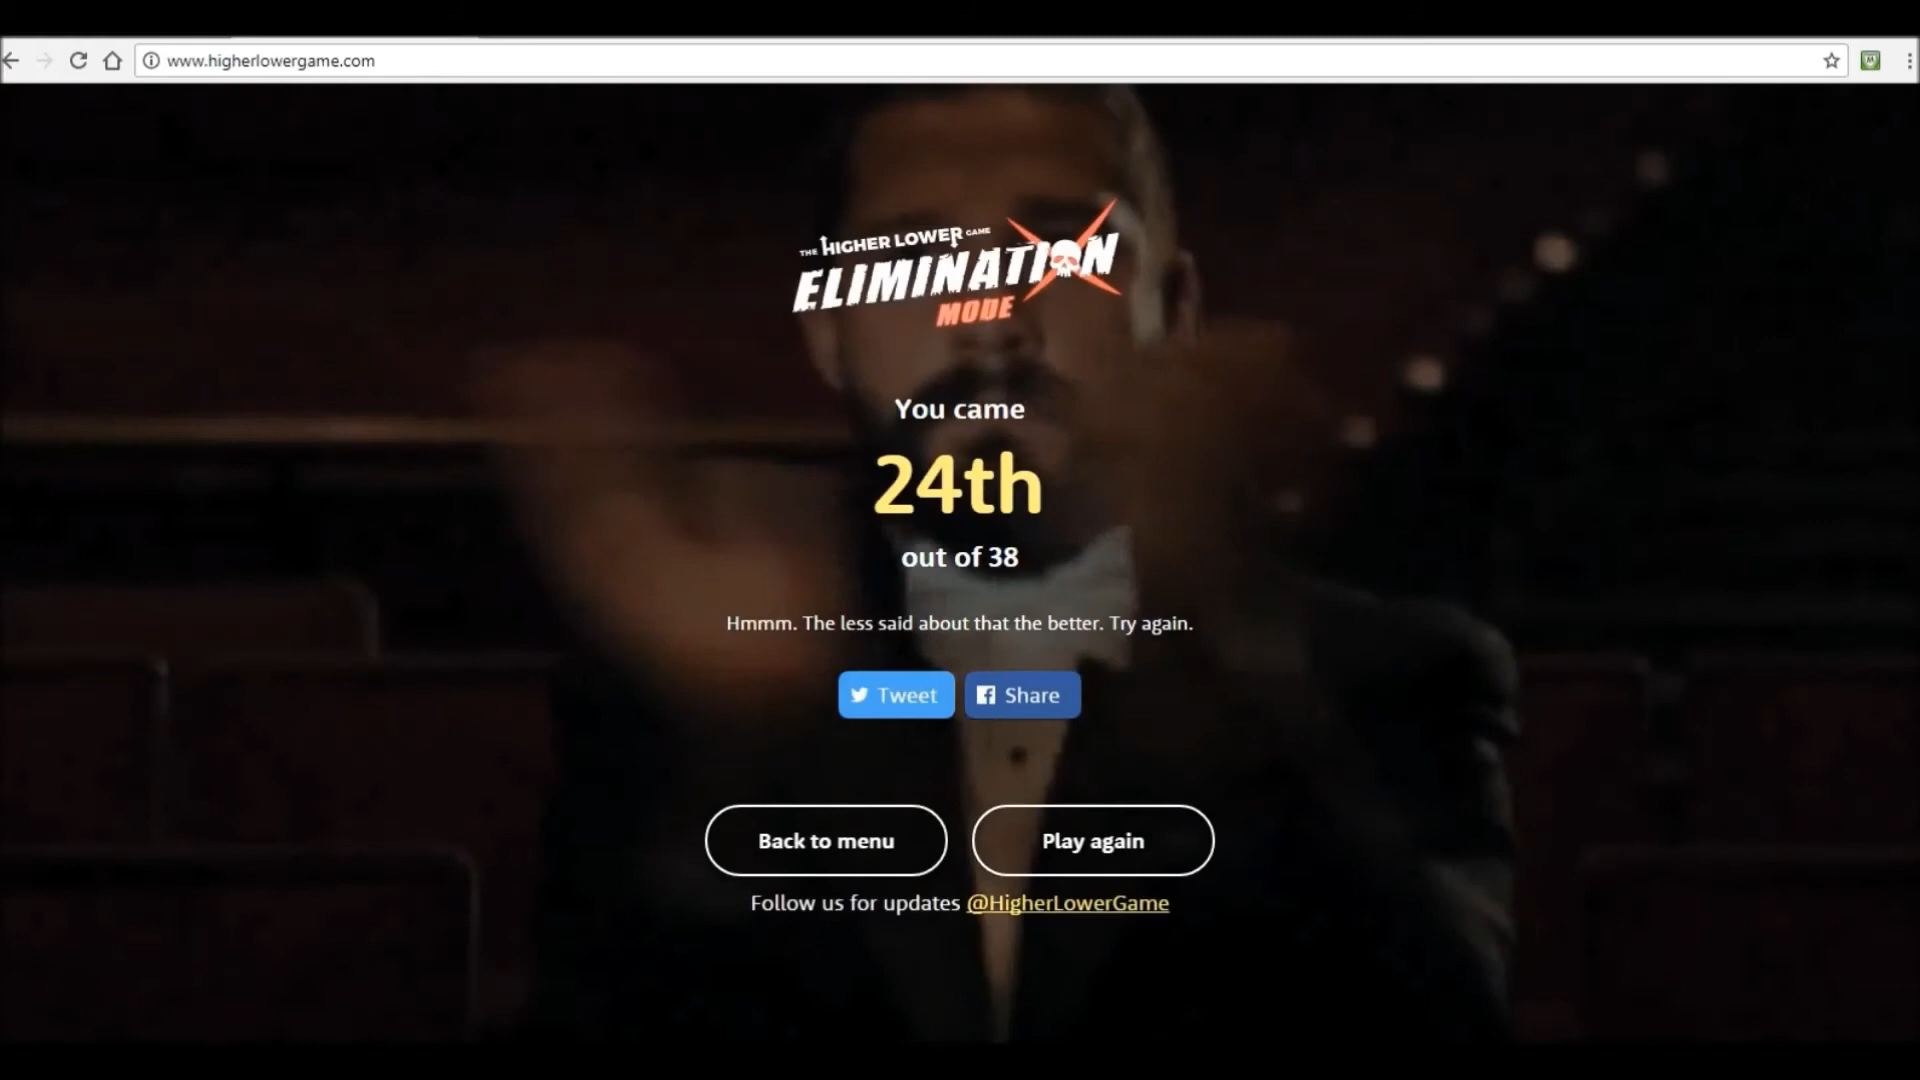 www.higherlowergame.com
THE HIGHER LOWER GAME
ELIMINATION
MODE
You came
24th
out of 38
Hmmm. The less said about that the better. Try again.
Tweet Share
Back to menu Play again
Follow us for updates @HigherLowerGame